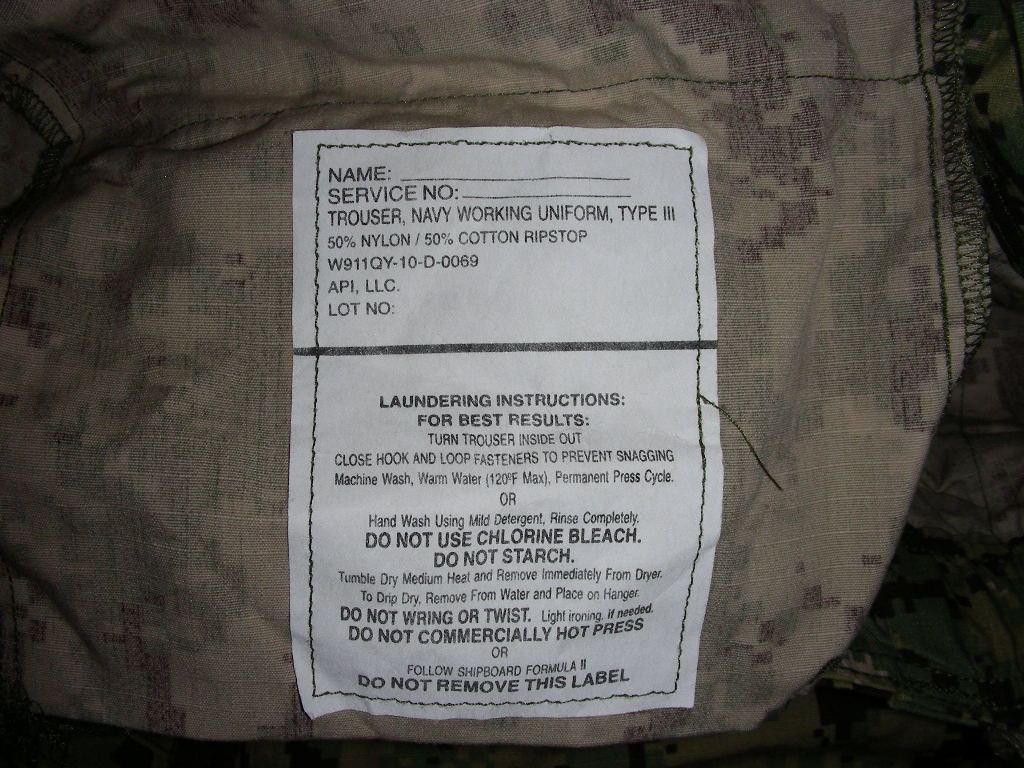 NAME:
SERVICE NO:
TROUSER, NAVY WORKING UNIFORM, TYPE III
50% NYLON / 50% COTTON RIPSTOP
W911QY-10-D-0069
API, LLC.
LOT NO:
LAUNDERING INSTRUCTIONS:
FOR BEST RESULTS:
TURN TROUSER INSIDE OUT
CLOSE HOOK AND LOOP FASTENERS TO PREVENT SNAGGING
Machine Wash, Warm Water (120ºF Max), Permanent Press Cycle.
OR
Hand Wash Using Mild Detergent, Rinse Completely.
DO NOT USE CHLORINE BLEACH.
DO NOT STARCH.
Tumble Dry Medium Heat and Remove Immediately From Dryer.
To Drip Dry, Remove From Water and Place on Hanger.
DO NOT WRING OR TWIST. Light ironing, if needed.
DO NOT COMMERCIALLY HOT PRESS
OR
FOLLOW SHIPBOARD FORMULA II
DO NOT REMOVE THIS LABEL